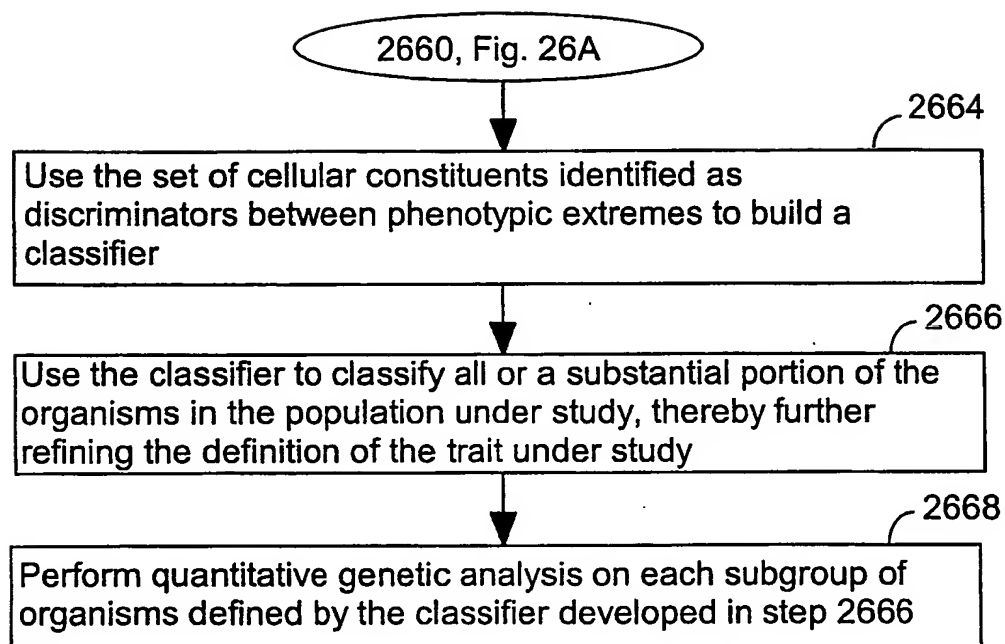 2660, Fig. 26A
2664
Use the set of cellular constituents identified as
discriminators between phenotypic extremes to build a
classifier
2666
Use the classifier to classify all or a substantial portion of the
organisms in the population under study, thereby further
refining the definition of the trait under study
2668
Perform quantitative genetic analysis on each subgroup of
organisms defined by the classifier developed in step 2666